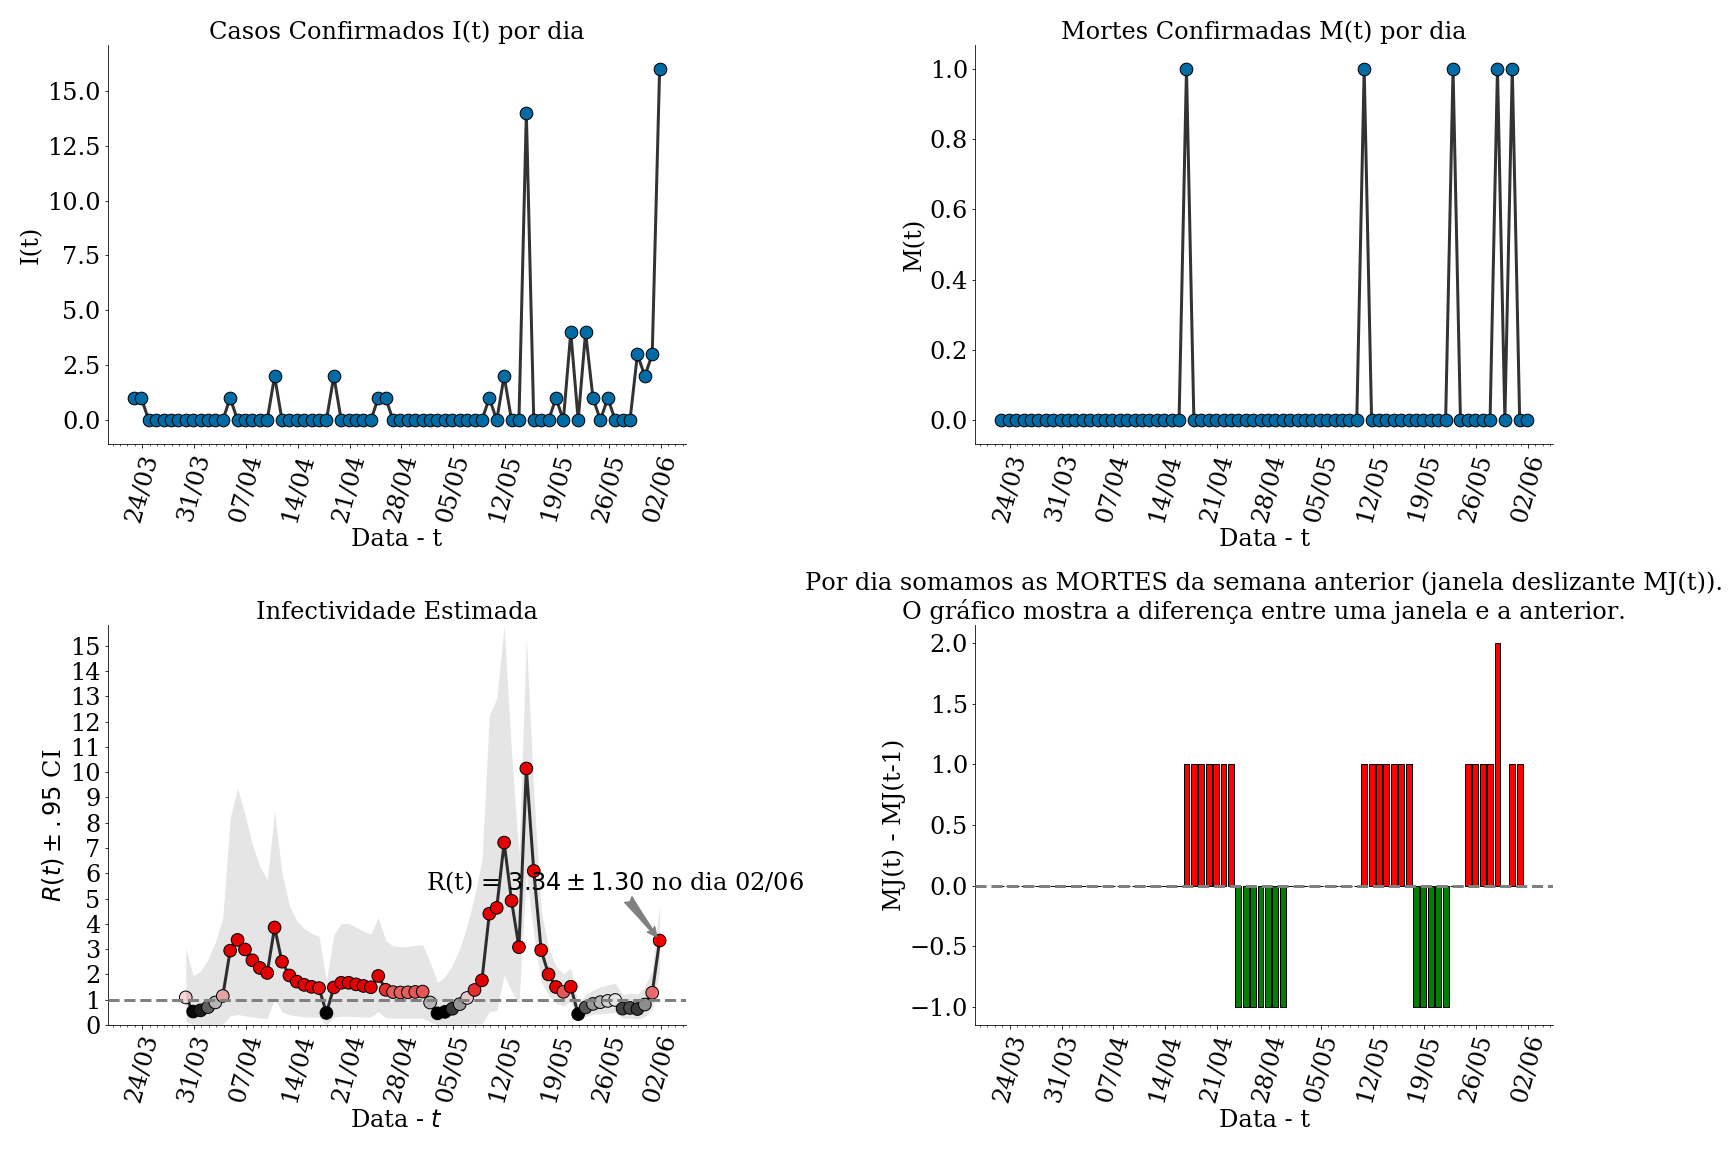 Casos Confirmados I(t) por dia
15.0
12.5
10.0
7.5
5.0
2.5
0.0
I(t)
24/03 31/03 07/04 14/04 21/04 28/04 05/05 12/05 19/05 26/05 02/06
Data - t
Mortes Confirmadas M(t) por dia
1.0
0.8
0.6
0.4
0.2
0.0
M(t)
24/03 31/03 07/04 14/04 21/04 28/04 05/05 12/05 19/05 26/05 02/06
Data - t
Infectividade Estimada
15
14
13
12
11
10
9
8
7
6
5
4
3
2
1
0
R(t) ± .95 CI
R(t) = 3.34 ± 1.30 no dia 02/06
24/03 31/03 07/04 14/04 21/04 28/04 05/05 12/05 19/05 26/05 02/06
Data - t
Por dia somamos as MORTES da semana anterior (janela deslizante MJ(t)).
O gráfico mostra a diferença entre uma janela e a anterior.
2.0
1.5
1.0
0.5
0.0
−0.5
−1.0
MJ(t) - MJ(t-1)
24/03 31/03 07/04 14/04 21/04 28/04 05/05 12/05 19/05 26/05 02/06
Data - t